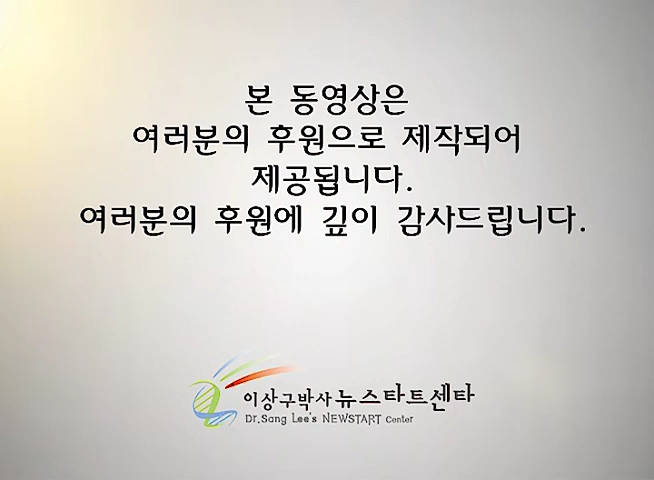 본 동영상은
여러분의 후원으로 제작되어
제공됩니다.
여러분의 후원에 깊이 감사드립니다.
이상구박사 뉴스타트센타
Dr.Sang Lee's NEWSTART Center